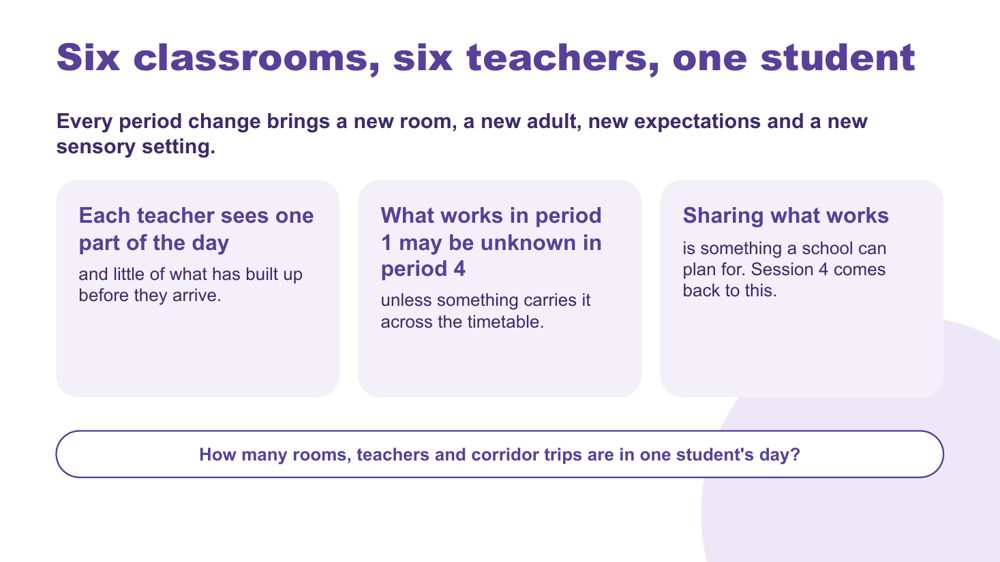 Six classrooms, six teachers, one student
Every period change brings a new room, a new adult, new expectations and a new
sensory setting.
Each teacher sees one
part of the day
and little of what has built up
before they arrive.
What works in period
1 may be unknown in
period 4
unless something carries it
across the timetable.
Sharing what works
is something a school can
plan for. Session 4 comes
back to this.
How many rooms, teachers and corridor trips are in one student's day?